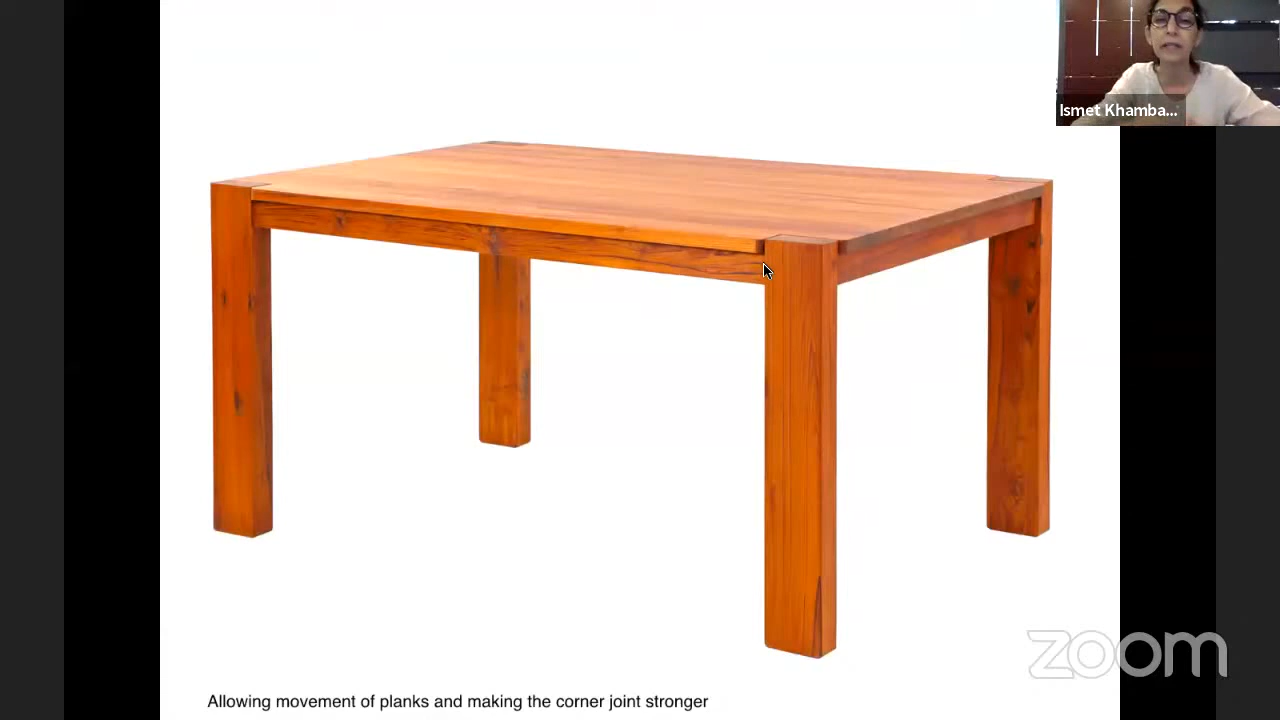 Ismet Khamba...
zoom
Allowing movement of planks and making the corner joint stronger